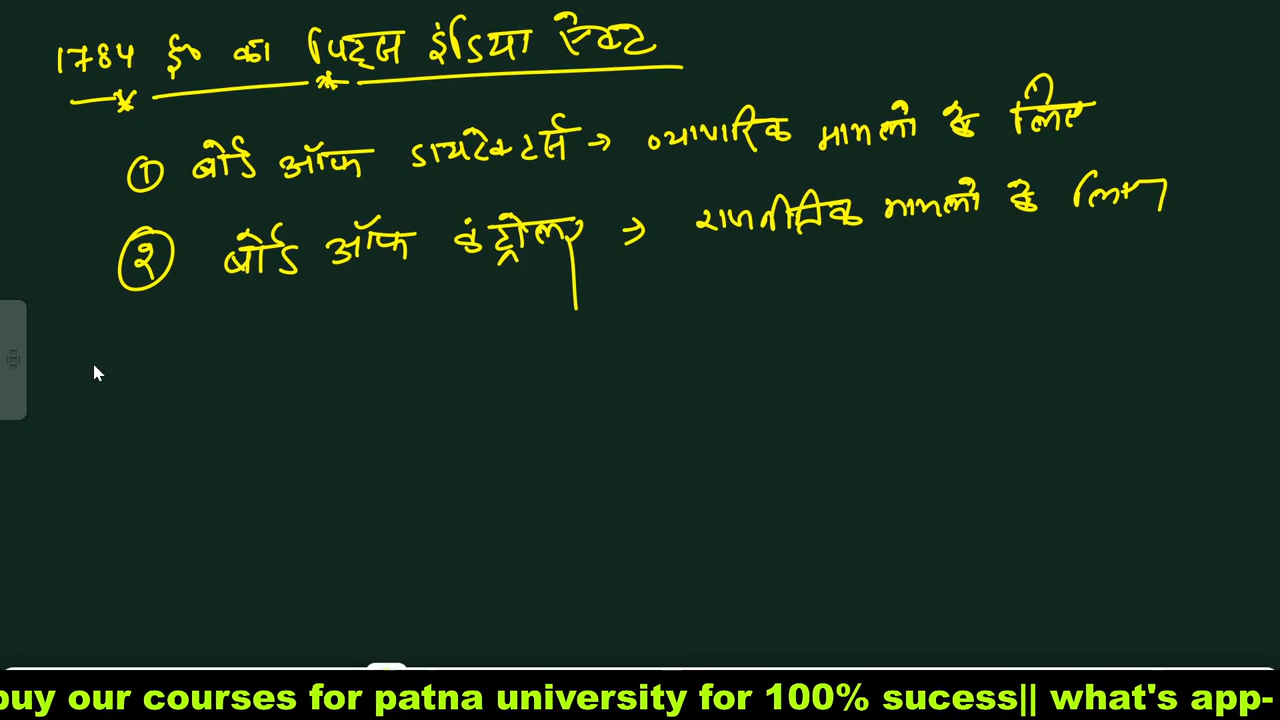 1784 ई० का पिट्स इंडिया ऐक्ट
① बोर्ड ऑफ डायरेक्टर्स → व्यापारिक मामलों के लिए
② बोर्ड ऑफ कंट्रोलर → राजनीतिक मामलों के लिए
buy our courses for patna university for 100% sucess|| what's app-